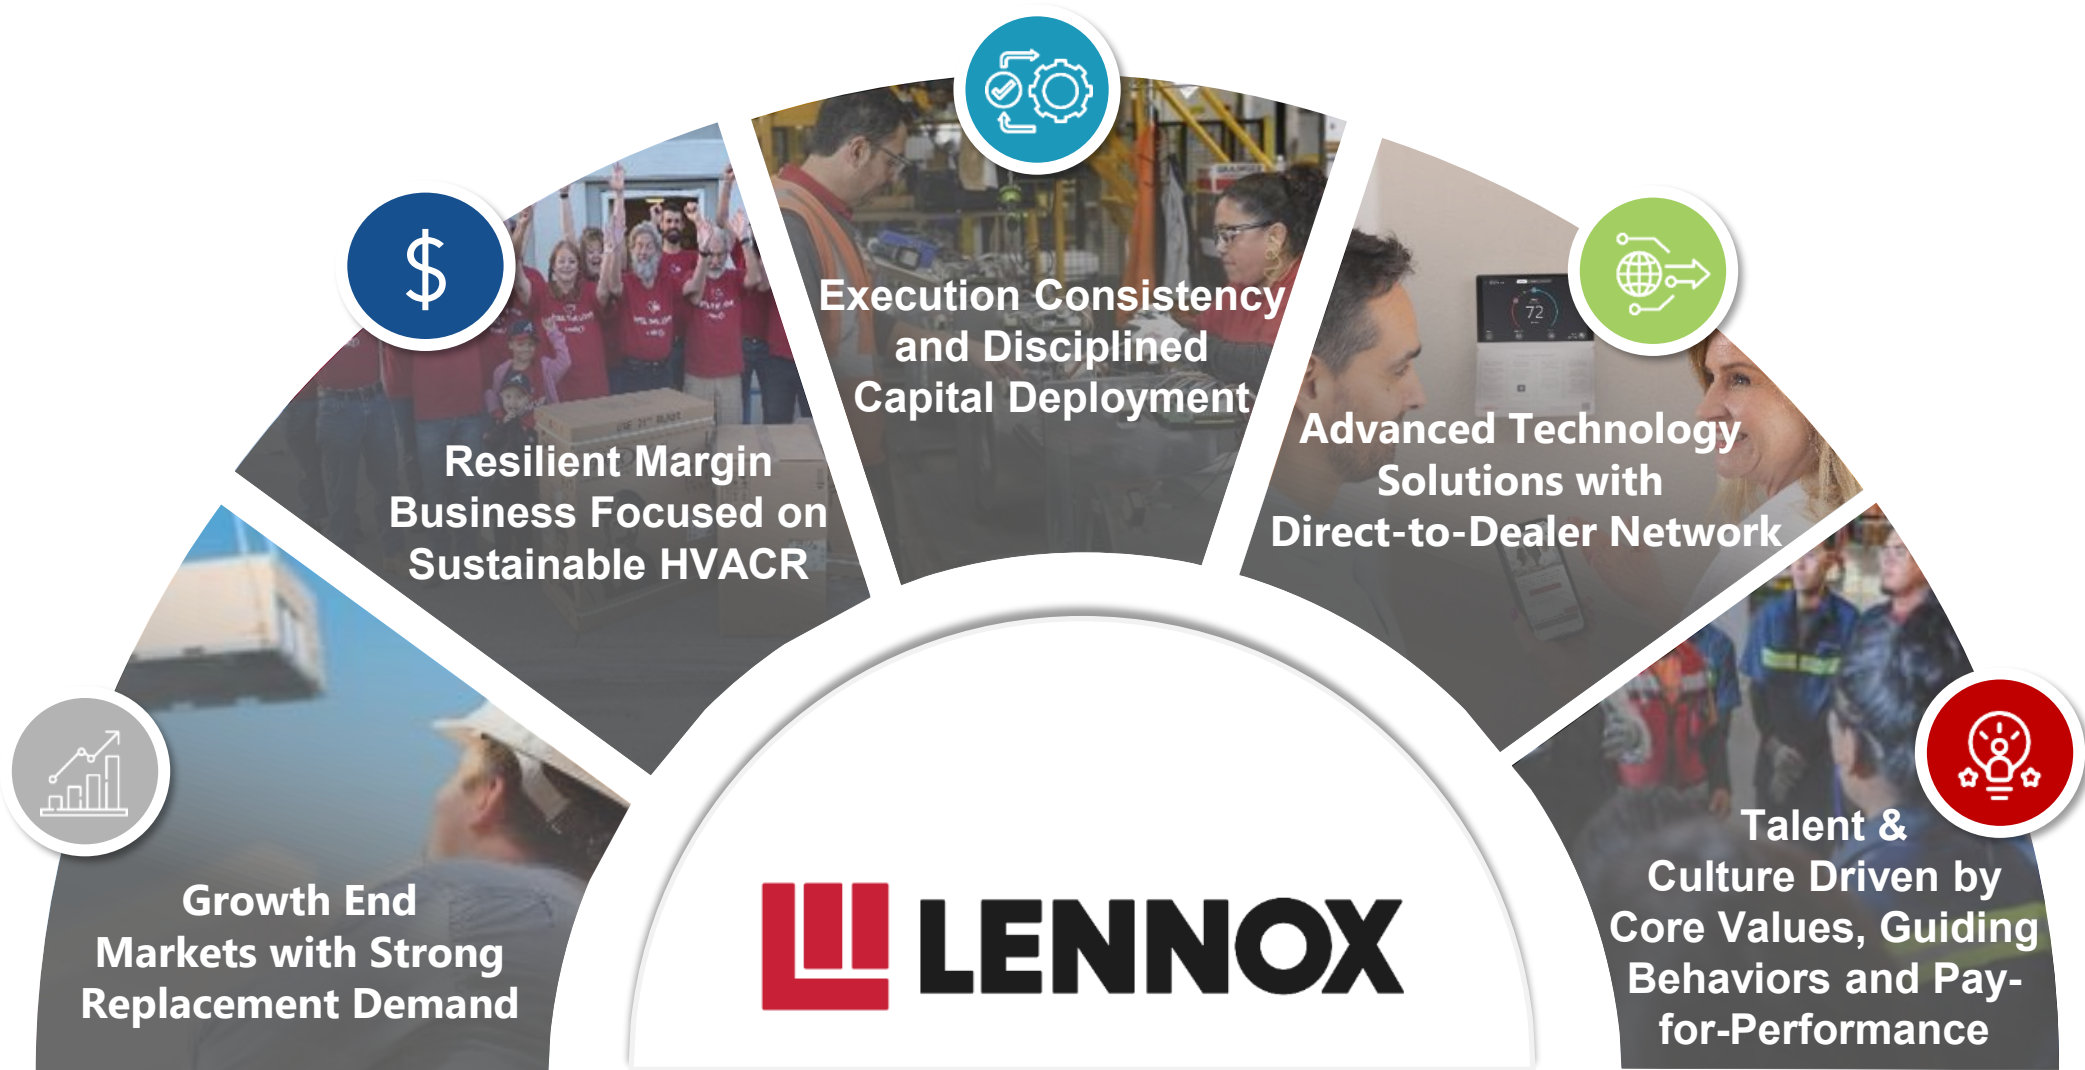 Growth End
Markets with Strong
Replacement Demand
$
Resilient Margin
Business Focused on
Sustainable HVACR
Execution Consistency
and Disciplined
Capital Deployment
72
Advanced Technology
Solutions with
Direct-to-Dealer Network
Talent &
Culture Driven by
Core Values, Guiding
Behaviors and Pay-
for-Performance
LENNOX